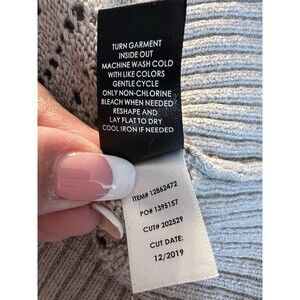 TURN GARMENT
INSIDE OUT
MACHINE WASH COLD
WITH LIKE COLORS
GENTLE CYCLE
ONLY NON-CHLORINE
BLEACH WHEN NEEDED
RESHAPE AND
LAY FLAT TO DRY
COOL IRON IF NEEDED
ITEM# 12862472
PO# 1395157
CUT# 202529
CUT DATE:
12/2019